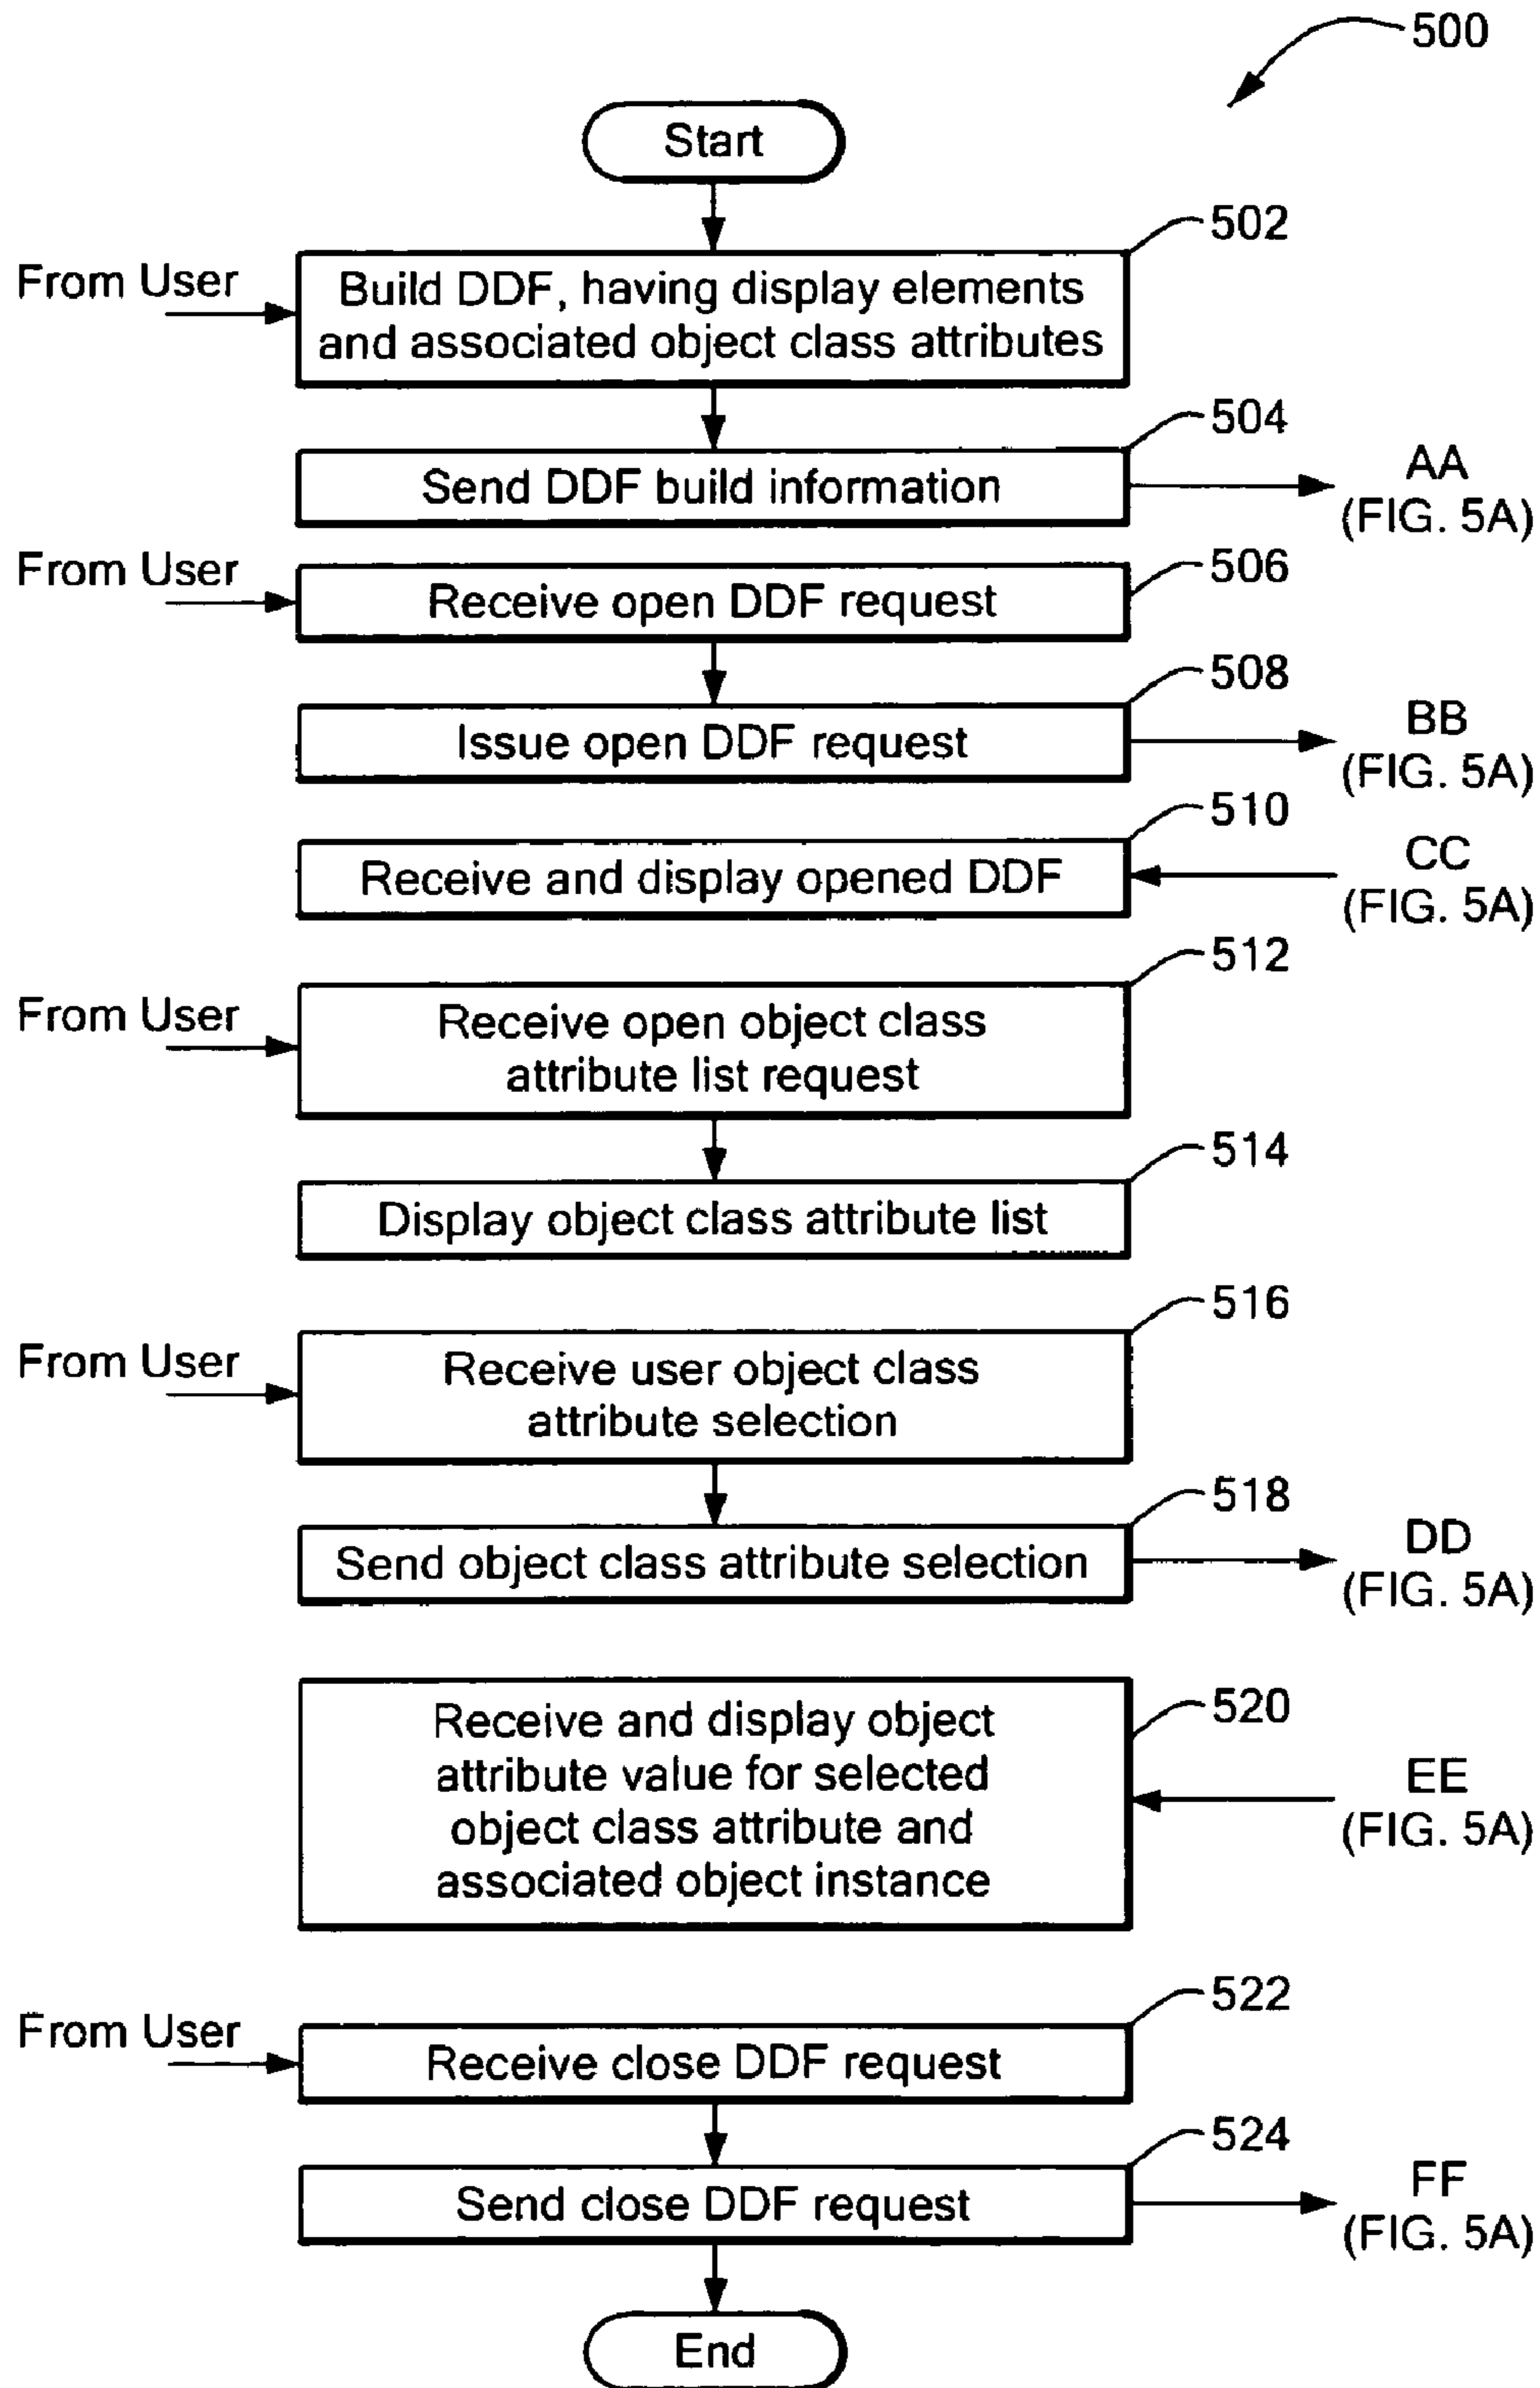 500
Start
502
From User
Build DDF, having display elements
and associated object class attributes
504
Send DDF build information
AA
(FIG. 5A)
From User
506
Receive open DDF request
508
Issue open DDF request
BB
(FIG. 5A)
510
Receive and display opened DDF
CC
(FIG. 5A)
512
From User
Receive open object class
attribute list request
514
Display object class attribute list
516
From User
Receive user object class
attribute selection
518
Send object class attribute selection
DD
(FIG. 5A)
520
Receive and display object
attribute value for selected
object class attribute and
associated object instance
EE
(FIG. 5A)
522
From User
Receive close DDF request
524
Send close DDF request
FF
(FIG. 5A)
End